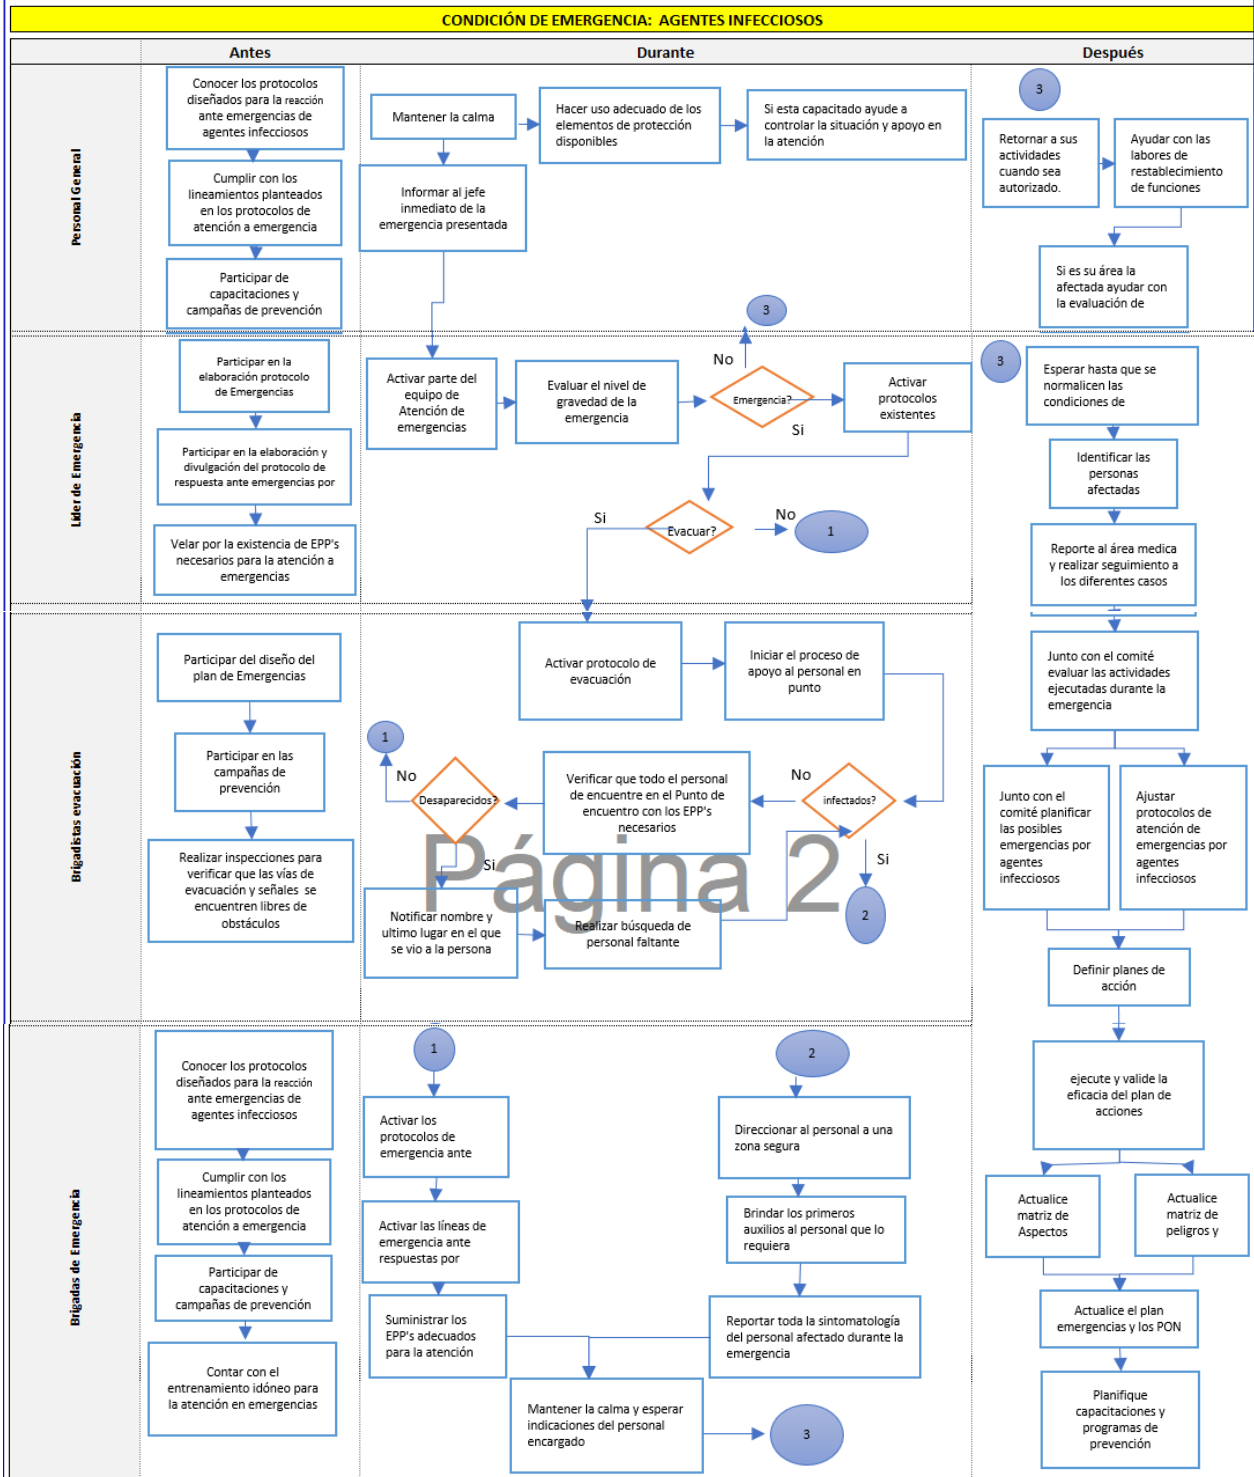 CONDICIÓN DE EMERGENCIA: AGENTES INFECCIOSOS
Antes
Durante
Después
Personal General
Conocer los protocolos
diseñados para la reacción
ante emergencias de
agentes infecciosos
Cumplir con los
lineamientos planteados
en los protocolos de
atención a emergencia
Participar de
capacitaciones y
campañas de prevención
Mantener la calma
Hacer uso adecuado de los
elementos de protección
disponibles
Si esta capacitado ayude a
controlar la situación y apoyo en
la atención
Informar al jefe
inmediato de la
emergencia presentada
3
3
Retornar a sus
actividades
cuando sea
autorizado.
Ayudar con las
labores de
restablecimiento
de funciones
Si es su área la
afectada ayudar con
la evaluación de
Lider de Emergencia
Participar en la
elaboración protocolo
de Emergencias
Participar en la elaboración y
divulgación del protocolo de
respuesta ante emergencias por
Velar por la existencia de EPP's
necesarios para la atención a
emergencias
Activar parte del
equipo de
Atención de
emergencias
Evaluar el nivel de
gravedad de la
emergencia
No
Emergencia?
Si
Activar
protocolos
existentes
Si
Evacuar?
No
1
3
Esperar hasta que se
normalicen las
condiciones de
Identificar las
personas
afectadas
Reporte al área medica
y realizar seguimiento a
los diferentes casos
Brigadistas evacuación
Participar del diseño del
plan de Emergencias
Participar en las
campañas de
prevención
Realizar inspecciones para
verificar que las vías de
evacuación y señales se
encuentren libres de
obstáculos
Activar protocolo de
evacuación
Iniciar el proceso de
apoyo al personal en
punto
1
No
Desaparecidos?
Si
Verificar que todo el personal
de encuentre en el Punto de
encuentro con los EPP's
necesarios
No
infectados?
Si
2
Notificar nombre y
ultimo lugar en el que
se vio a la persona
Realizar búsqueda de
personal faltante
Página 2
Junto con el comité
evaluar las actividades
ejecutadas durante la
emergencia
Junto con el
comité planificar
las posibles
emergencias por
agentes
infecciosos
Ajustar
protocolos de
atención de
emergencias por
agentes
infecciosos
Definir planes de
acción
Brigadas de Emergencia
Conocer los protocolos
diseñados para la reacción
ante emergencias de
agentes infecciosos
Cumplir con los
lineamientos planteados
en los protocolos de
atención a emergencia
Participar de
capacitaciones y
campañas de prevención
Contar con el
entrenamiento idóneo para
la atención en emergencias
1
Activar los
protocolos de
emergencia ante
Activar las líneas de
emergencia ante
respuestas por
Suministrar los
EPP's adecuados
para la atención
2
Direccionar al personal a una
zona segura
Brindar los primeros
auxilios al personal que lo
requiera
Reportar toda la sintomatología
del personal afectado durante la
emergencia
Mantener la calma y esperar
indicaciones del personal
encargado
3
ejecute y valide la
eficacia del plan de
acciones
Actualice
matriz de
Aspectos
Actualice
matriz de
peligros y
Actualice el plan
emergencias y los PON
Planifique
capacitaciones y
programas de
prevención